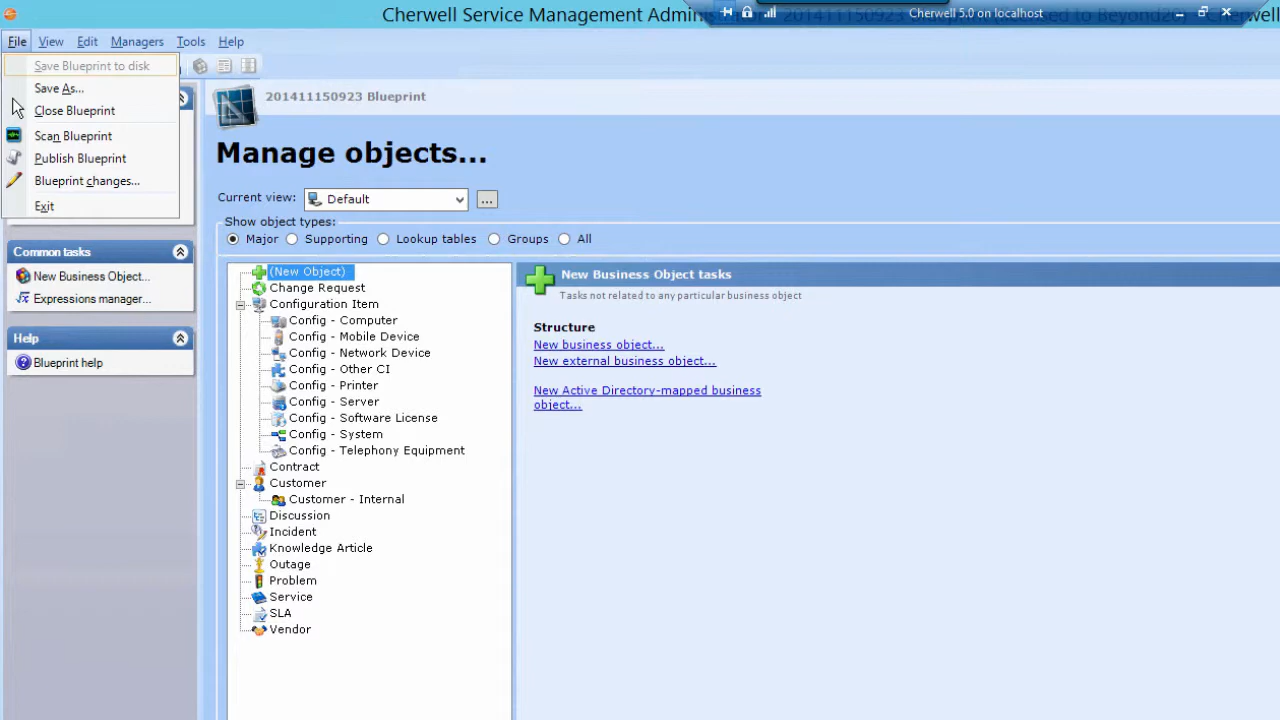 Cherwell Service Management Admini
201411150923
ed to Beyond20
Cherw
Cherwell 5.0 on localhost
File View Edit Managers Tools Help
Save Blueprint to disk
Save As...
Close Blueprint
Scan Blueprint
Publish Blueprint
Blueprint changes...
Exit
Common tasks
New Business Object...
Expressions manager...
Help
Blueprint help
201411150923 Blueprint
Manage objects...
Current view: Default ...
Show object types:
Major Supporting Lookup tables Groups All
(New Object)
Change Request
Configuration Item
Config - Computer
Config - Mobile Device
Config - Network Device
Config - Other CI
Config - Printer
Config - Server
Config - Software License
Config - System
Config - Telephony Equipment
Contract
Customer
Customer - Internal
Discussion
Incident
Knowledge Article
Outage
Problem
Service
SLA
Vendor
New Business Object tasks
Tasks not related to any particular business object
Structure
New business object...
New external business object...
New Active Directory-mapped business
object...